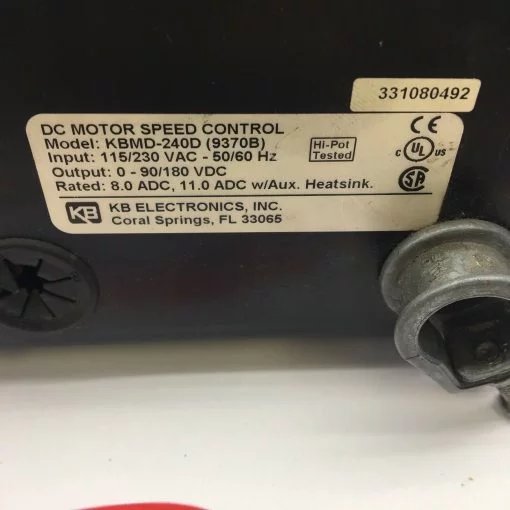 331080492
DC MOTOR SPEED CONTROL
Model: KBMD-240D (9370B)
Input: 115/230 VAC - 50/60 Hz
Output: 0 - 90/180 VDC
Rated: 8.0 ADC, 11.0 ADC w/Aux. Heatsink.
Hi-Pot
Tested
CE
C UL US
SA
KB
KB ELECTRONICS, INC.
Coral Springs, FL 33065